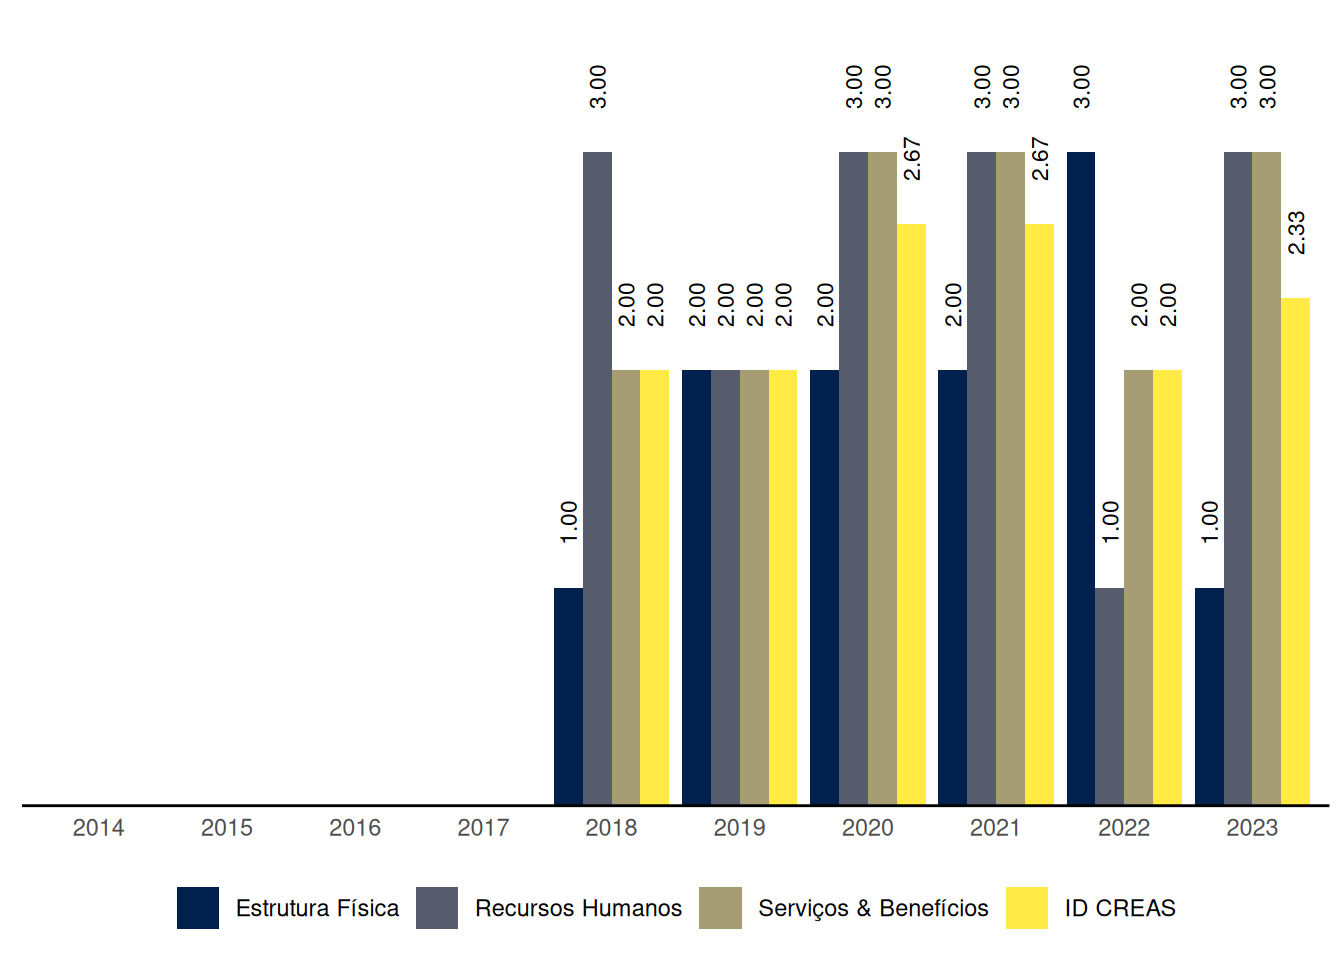 3.00 3.00 3.00 3.00 3.00 3.00 3.00 3.00
2.67 2.67
2.33
2.00 2.00 2.00 2.00 2.00 2.00 2.00 2.00 2.00 2.00
1.00 1.00 1.00
2014 2015 2016 2017 2018 2019 2020 2021 2022 2023
Estrutura Física Recursos Humanos Serviços & Benefícios ID CREAS